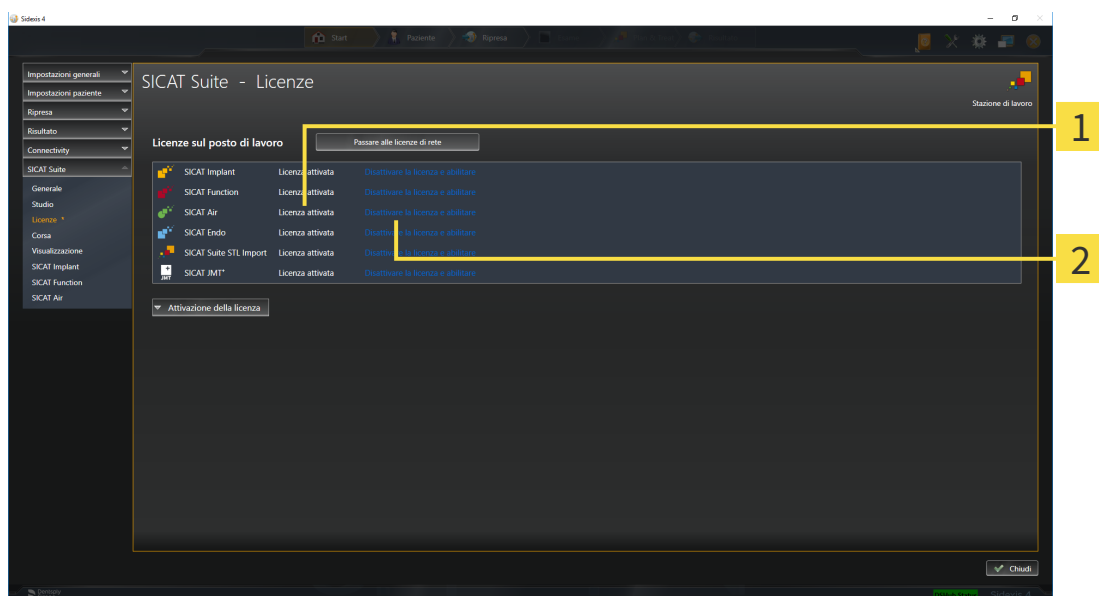 Sidexis 4
Start
Paziente
Ripresa
Impostazioni generali
Impostazioni paziente
Ripresa
Risultato
Connectivity
SICAT Suite
Generale
Studio
Licenze *
Corsa
Visualizzazione
SICAT Implant
SICAT Function
SICAT Air
SICAT Suite - Licenze
Stazione di lavoro
Licenze sul posto di lavoro Passare alle licenze di rete
SICAT Implant Licenza attivata Disattivare la licenza e abilitare
SICAT Function Licenza attivata Disattivare la licenza e abilitare
SICAT Air Licenza attivata Disattivare la licenza e abilitare
SICAT Endo Licenza attivata Disattivare la licenza e abilitare
SICAT Suite STL Import Licenza attivata Disattivare la licenza e abilitare
JMT SICAT JMT+ Licenza attivata Disattivare la licenza e abilitare
Attivazione della licenza
1
2
Chiudi
Dentsply
Sidexis 4